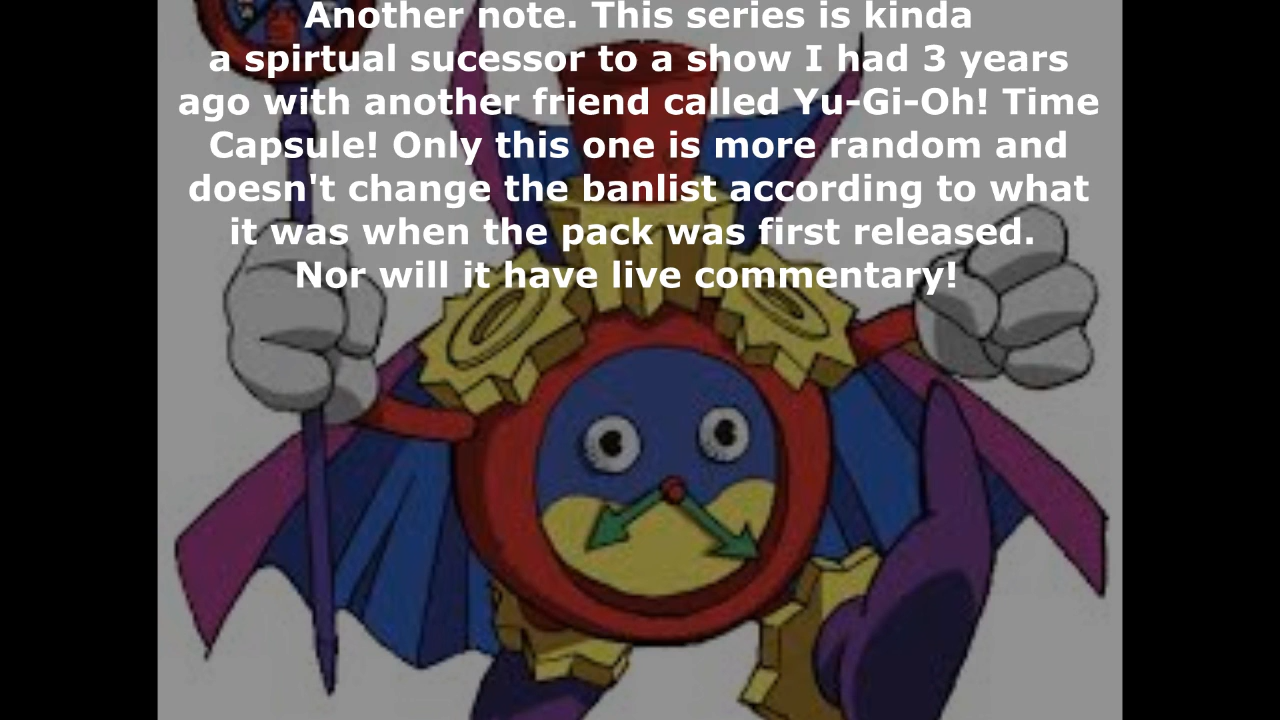 Another note. This series is kinda
a spirtual sucessor to a show I had 3 years
ago with another friend called Yu-Gi-Oh! Time
Capsule! Only this one is more random and
doesn't change the banlist according to what
it was when the pack was first released.
Nor will it have live commentary!